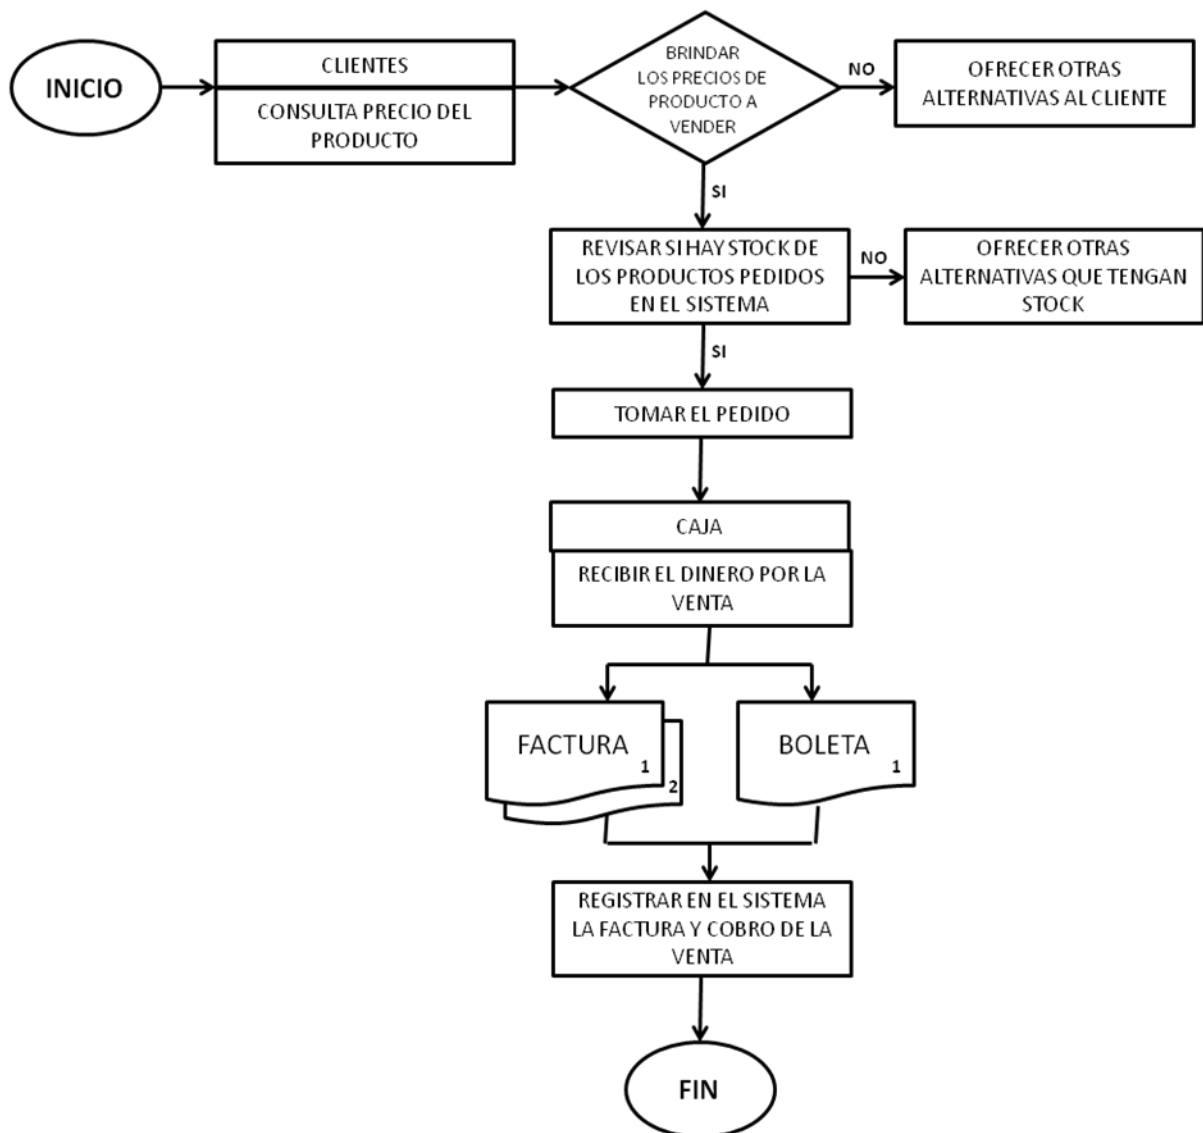 INICIO
CLIENTES
CONSULTA PRECIO DEL
PRODUCTO
BRINDAR
LOS PRECIOS DE
PRODUCTO A
VENDER
NO
OFRECER OTRAS
ALTERNATIVAS AL CLIENTE
SI
REVISAR SI HAY STOCK DE
LOS PRODUCTOS PEDIDOS
EN EL SISTEMA
NO
OFRECER OTRAS
ALTERNATIVAS QUE TENGAN
STOCK
SI
TOMAR EL PEDIDO
CAJA
RECIBIR EL DINERO POR LA
VENTA
FACTURA
1
2
BOLETA
1
REGISTRAR EN EL SISTEMA
LA FACTURA Y COBRO DE LA
VENTA
FIN